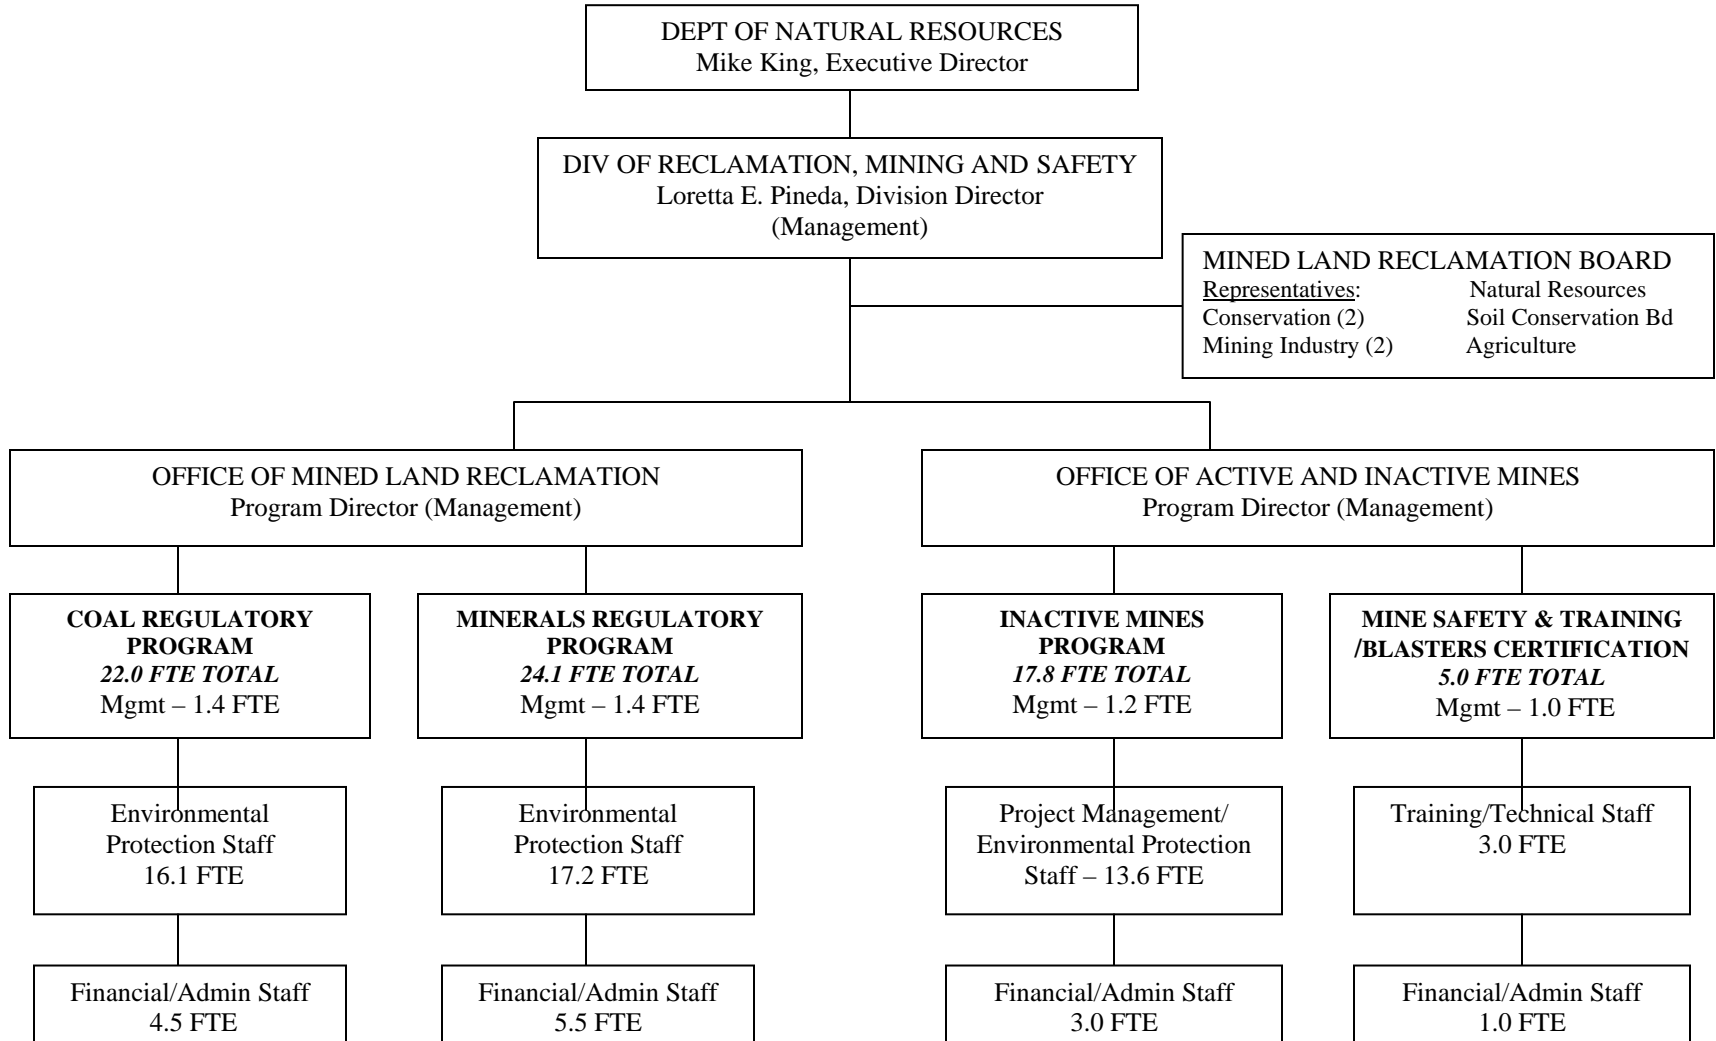 DEPT OF NATURAL RESOURCES
Mike King, Executive Director
DIV OF RECLAMATION, MINING AND SAFETY
Loretta E. Pineda, Division Director
(Management)
MINED LAND RECLAMATION BOARD
Representatives: Natural Resources
Conservation (2) Soil Conservation Bd
Mining Industry (2) Agriculture
OFFICE OF MINED LAND RECLAMATION
Program Director (Management)
OFFICE OF ACTIVE AND INACTIVE MINES
Program Director (Management)
COAL REGULATORY
PROGRAM
22.0 FTE TOTAL
Mgmt – 1.4 FTE
MINERALS REGULATORY
PROGRAM
24.1 FTE TOTAL
Mgmt – 1.4 FTE
INACTIVE MINES
PROGRAM
17.8 FTE TOTAL
Mgmt – 1.2 FTE
MINE SAFETY & TRAINING
/BLASTERS CERTIFICATION
5.0 FTE TOTAL
Mgmt – 1.0 FTE
Environmental
Protection Staff
16.1 FTE
Environmental
Protection Staff
17.2 FTE
Project Management/
Environmental Protection
Staff – 13.6 FTE
Training/Technical Staff
3.0 FTE
Financial/Admin Staff
4.5 FTE
Financial/Admin Staff
5.5 FTE
Financial/Admin Staff
3.0 FTE
Financial/Admin Staff
1.0 FTE